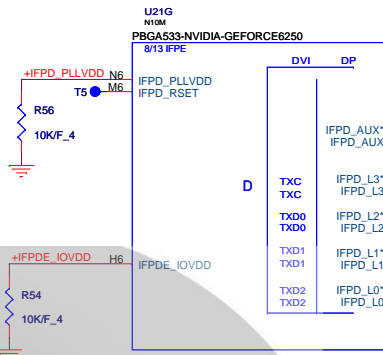 U21G
N10M
PBGA533-NVIDIA-GEFORCE6250
8/13 IFPE
DVI DP
+IFPD_PLLVDD N6 IFPD_PLLVDD
T5 M6 IFPD_RSET
R56
10K/F_4
IFPD_AUX*
IFPD_AUX
D
TXC IFPD_L3*
TXC IFPD_L3
TXD0 IFPD_L2*
TXD0 IFPD_L2
TXD1 IFPD_L1*
TXD1 IFPD_L1
+IFPDE_IOVDD H6 IFPDE_IOVDD
TXD2 IFPD_L0*
TXD2 IFPD_L0
R54
10K/F_4